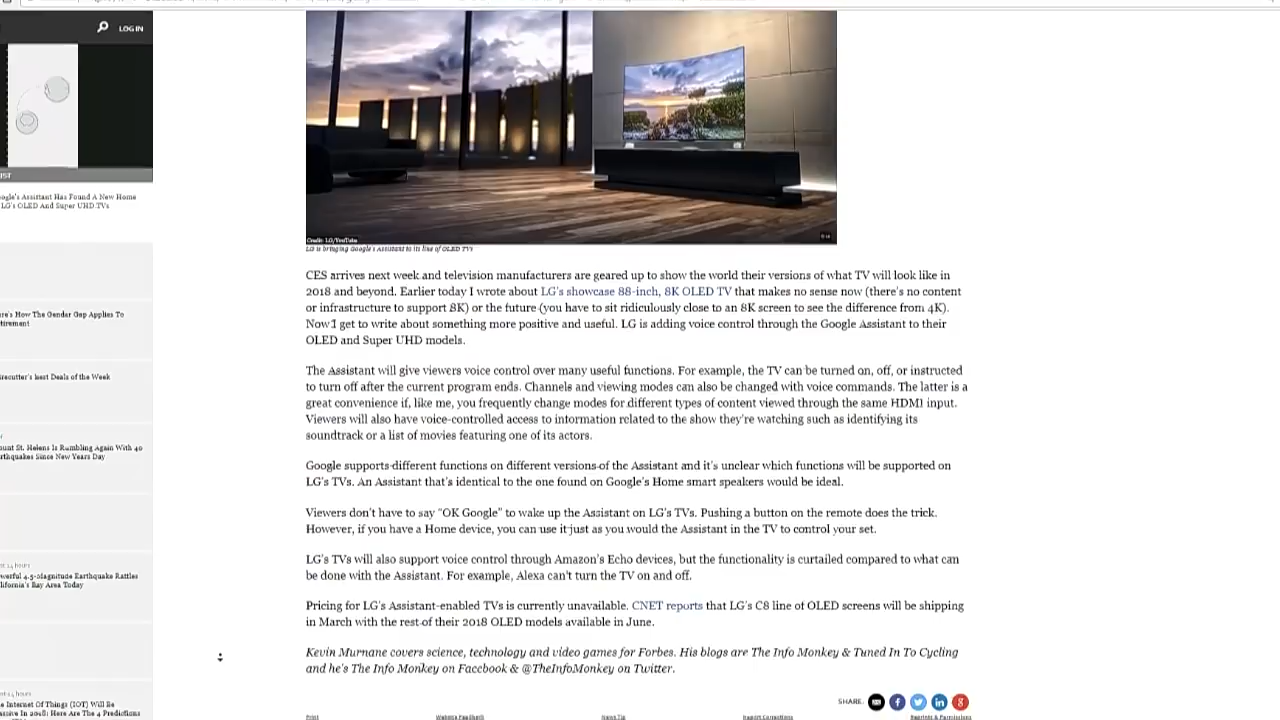 LOG IN
IST
ogle's Assistant Has Found A New Home
LG's OLED And Super UHD TVs
re's How The Gender Gap Applies To
tirement
recutter's best Deals of the Week
unt St. Helens Is Rumbling Again With 40
rthquakes Since New Years Day
st 24 hours
werful 4.5-Magnitude Earthquake Rattles
lifornia's Bay Area Today
st 24 hours
e Internet Of Things (IOT) Will Be
assive In 2018: Here Are The 4 Predictions
Credit: LG/YouTube
LG is bringing Google's Assistant to its line of OLED TVs
CES arrives next week and television manufacturers are geared up to show the world their versions of what TV will look like in
2018 and beyond. Earlier today I wrote about LG's showcase 88-inch, 8K OLED TV that makes no sense now (there's no content
or infrastructure to support 8K) or the future (you have to sit ridiculously close to an 8K screen to see the difference from 4K).
Now I get to write about something more positive and useful. LG is adding voice control through the Google Assistant to their
OLED and Super UHD models.
The Assistant will give viewers voice control over many useful functions. For example, the TV can be turned on, off, or instructed
to turn off after the current program ends. Channels and viewing modes can also be changed with voice commands. The latter is a
great convenience if, like me, you frequently change modes for different types of content viewed through the same HDMI input.
Viewers will also have voice-controlled access to information related to the show they're watching such as identifying its
soundtrack or a list of movies featuring one of its actors.
Google supports different functions on different versions of the Assistant and it's unclear which functions will be supported on
LG's TVs. An Assistant that's identical to the one found on Google's Home smart speakers would be ideal.
Viewers don't have to say "OK Google" to wake up the Assistant on LG's TVs. Pushing a button on the remote does the trick.
However, if you have a Home device, you can use it just as you would the Assistant in the TV to control your set.
LG's TVs will also support voice control through Amazon's Echo devices, but the functionality is curtailed compared to what can
be done with the Assistant. For example, Alexa can't turn the TV on and off.
Pricing for LG's Assistant-enabled TVs is currently unavailable. CNET reports that LG's C8 line of OLED screens will be shipping
in March with the rest of their 2018 OLED models available in June.
Kevin Murnane covers science, technology and video games for Forbes. His blogs are The Info Monkey & Tuned In To Cycling
and he's The Info Monkey on Facebook & @TheInfoMonkey on Twitter.
SHARE:
Print
Website Feedback
News Tip
Report Corrections
Reprints & Permissions